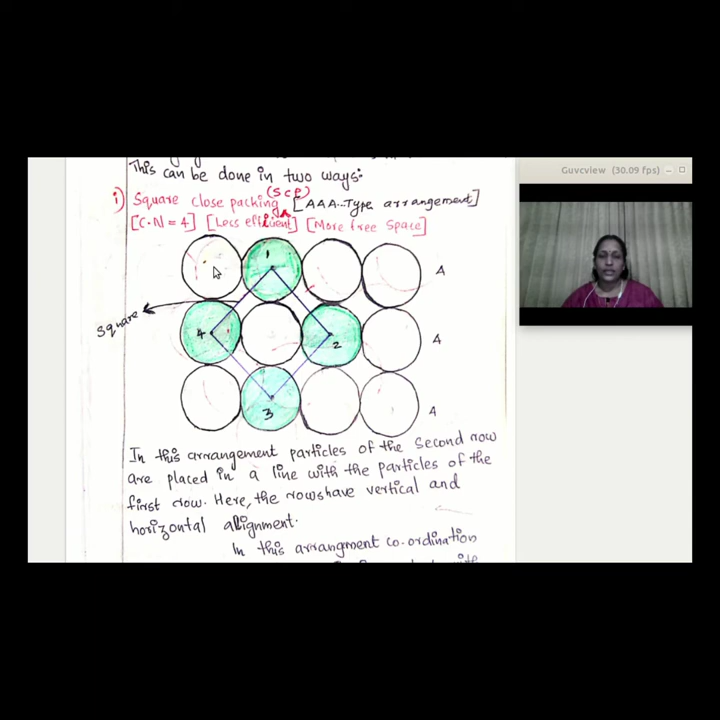 This can be done in two ways:
i) Square close packing (SCP) [AAA...Type arrangement]
[C.N = 4] [Less efficient] [More free Space]
Guvcview (30.09 fps)
1
A
Square
4
2
A
3
A
In this arrangement particles of the Second row
are placed in a line with the particles of the
first row. Here, the rows have vertical and
horizontal alignment.
In this arrangment co-ordination